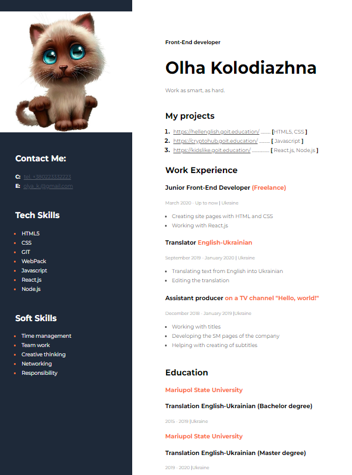 Contact Me:
C:
E:
Tech Skills
HTML5
CSS
GIT
WebPack
Javascript
React.js
Node.js
Soft Skills
Time management
Team work
Creative thinking
Networking
Responsibility
Front-End developer
Olha Kolodiazhna
Work as smart, as hard.
My projects
1. https://hellenglish.goit.education/ ....... [HTML5, CSS ]
2. https://cryptohub.goit.education/ ....... [ Javascript ]
3. https://kidslike.goit.education/ ........... [ React.js, Node.js ]
Work Experience
Junior Front-End Developer (Freelance)
March 2020 - Up to now | Ukraine
Creating site pages with HTML and CSS
Working with React.js
Translator English-Ukrainian
September 2019 - January 2020 | Ukraine
Translating text from English into Ukrainian
Editing the translation
Assistant producer on a TV channel "Hello, world!"
December 2018 - January 2019 |Ukraine
Working with titles
Developing the SM pages of the company
Helping creating of subtitles
Education
Mariupol State University
Translation English-Ukrainian (Bachelor degree)
2014 - 2019 |Ukraine
Mariupol State University
Translation English-Ukrainian (Master degree)
2019 - 2020 |Ukraine